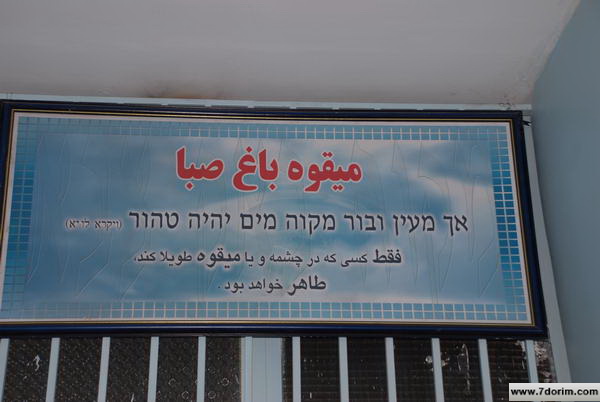 میقوه باغ صبا
אך מעין ובור מקוה מים יהיה טהור (ויקרא לו״א)
فقط کسی که در چشمه و یا میقوه طویلا کند،
طاهر خواهد بود .
www.7dorim.com